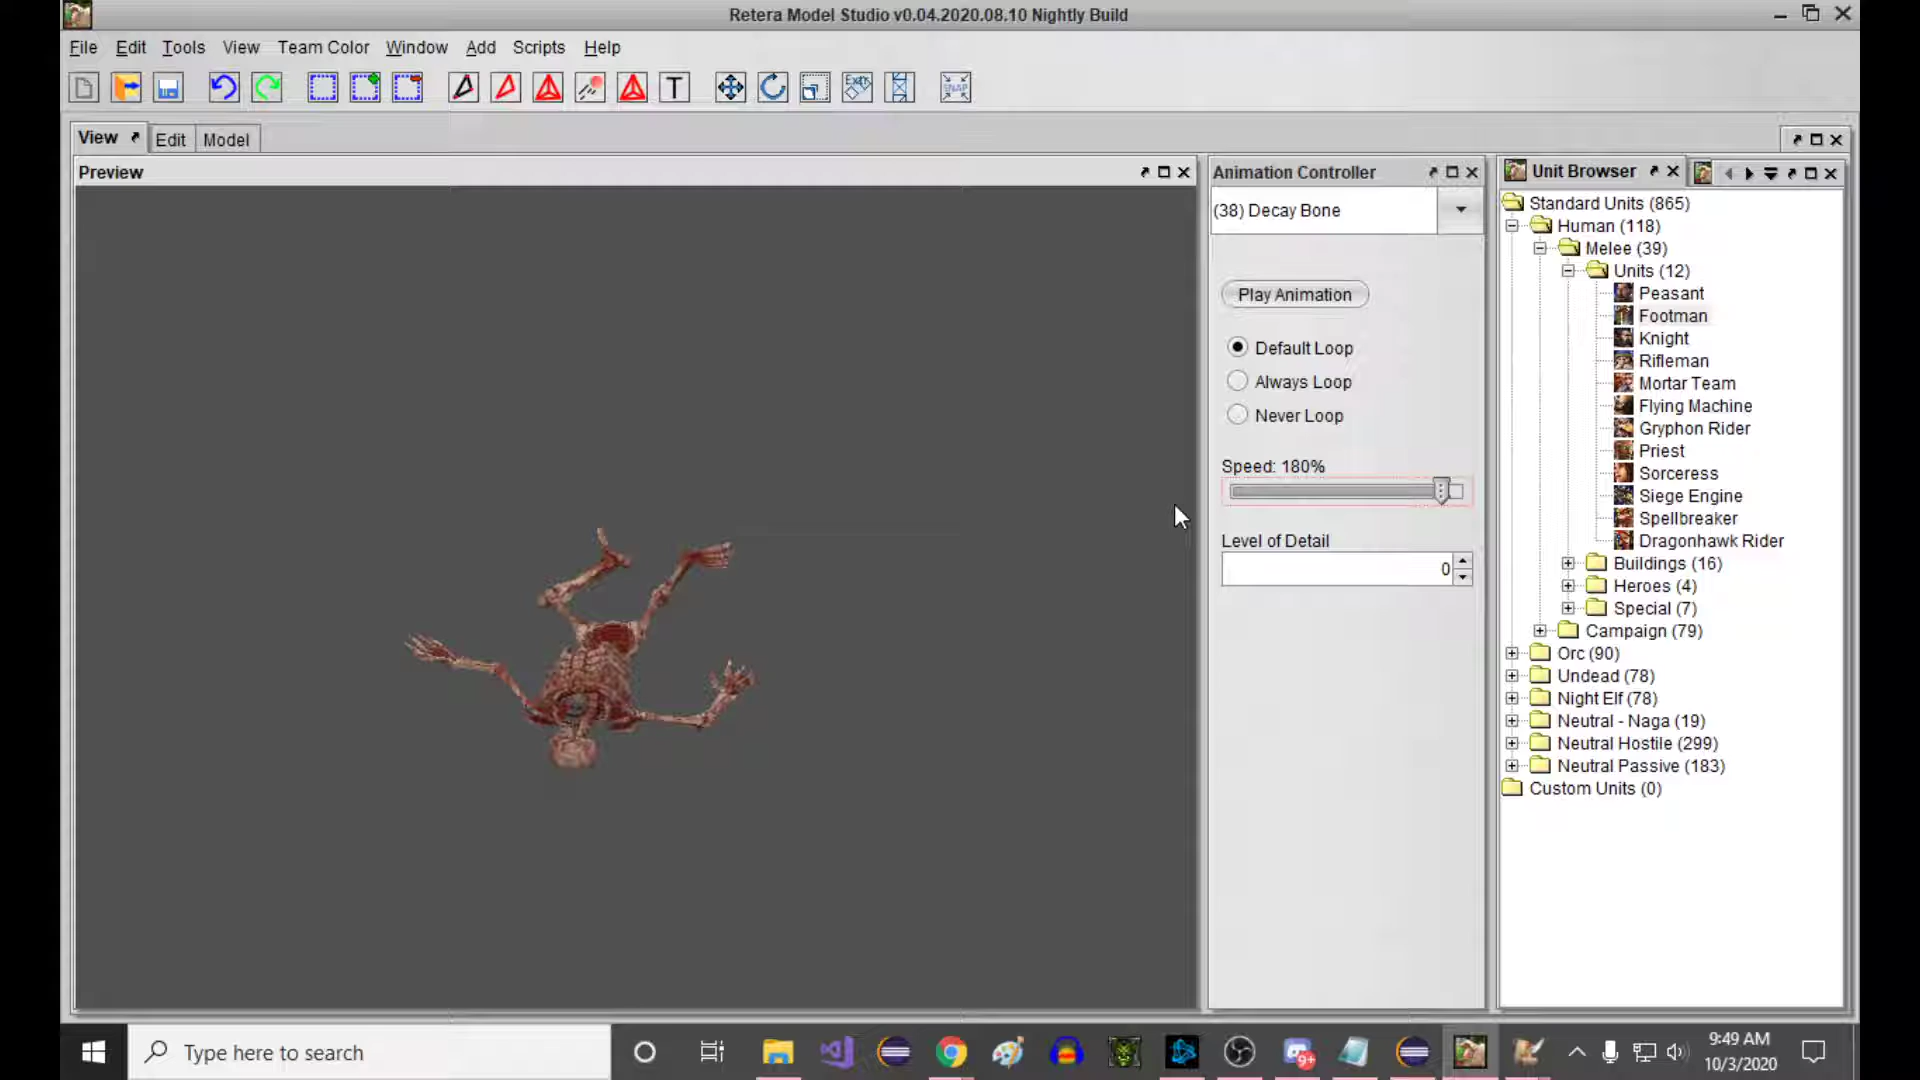 Retera Model Studio v0.04.2020.08.10 Nightly Build
File Edit Tools View Team Color Window Add Scripts Help
T
SNAP
View Edit Model
Preview
Animation Controller
(38) Decay Bone
Play Animation
Default Loop
Always Loop
Never Loop
Speed: 180%
Level of Detail
0
Unit Browser
Standard Units (865)
Human (118)
Melee (39)
Units (12)
Peasant
Footman
Knight
Rifleman
Mortar Team
Flying Machine
Gryphon Rider
Priest
Sorceress
Siege Engine
Spellbreaker
Dragonhawk Rider
Buildings (16)
Heroes (4)
Special (7)
Campaign (79)
Orc (90)
Undead (78)
Night Elf (78)
Neutral - Naga (19)
Neutral Hostile (299)
Neutral Passive (183)
Custom Units (0)
Type here to search
9+
9:49 AM
10/3/2020